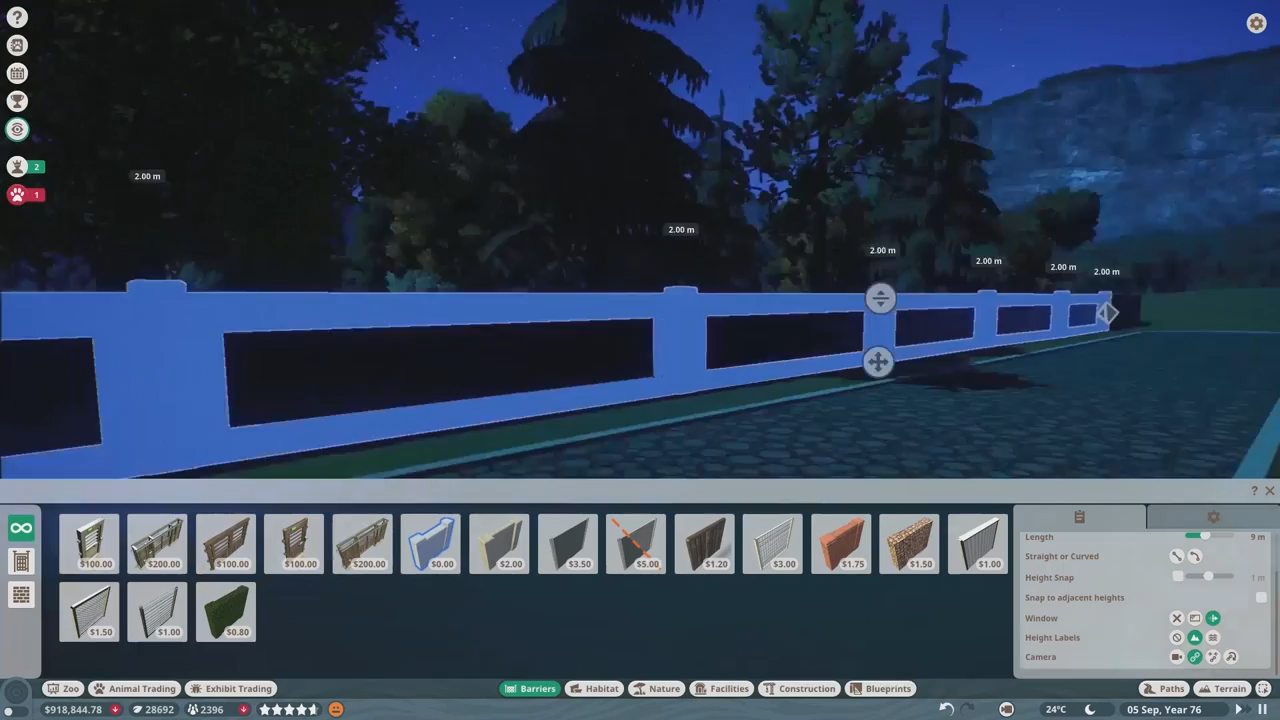 ?
2
2.00 m
1
2.00 m
2.00 m
2.00 m
2.00 m
2.00 m
?
$100.00
$200.00
$100.00
$100.00
$200.00
$0.00
$2.00
$3.50
$5.00
$1.20
$3.00
$1.75
$1.50
$1.00
$1.50
$1.00
$0.80
Length 9 m
Straight or Curved
Height Snap 1 m
Snap to adjacent heights
Window
Height Labels
Camera
Zoo Animal Trading Exhibit Trading Barriers Habitat Nature Facilities Construction Blueprints Paths Terrain
$918,844.78 28692 2396 24°C 05 Sep, Year 76